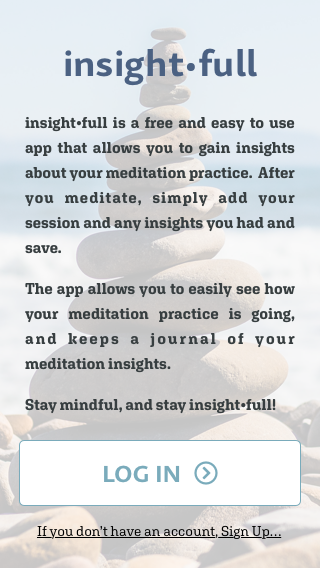 insight•full
insight•full is a free and easy to use
app that allows you to gain insights
about your meditation practice. After
you meditate, simply add your
session and any insights you had and
save.
The app allows you to easily see how
your meditation practice is going,
and keeps a journal of your
meditation insights.
Stay mindful, and stay insight•full!
LOG IN
If you don't have an account, Sign Up...